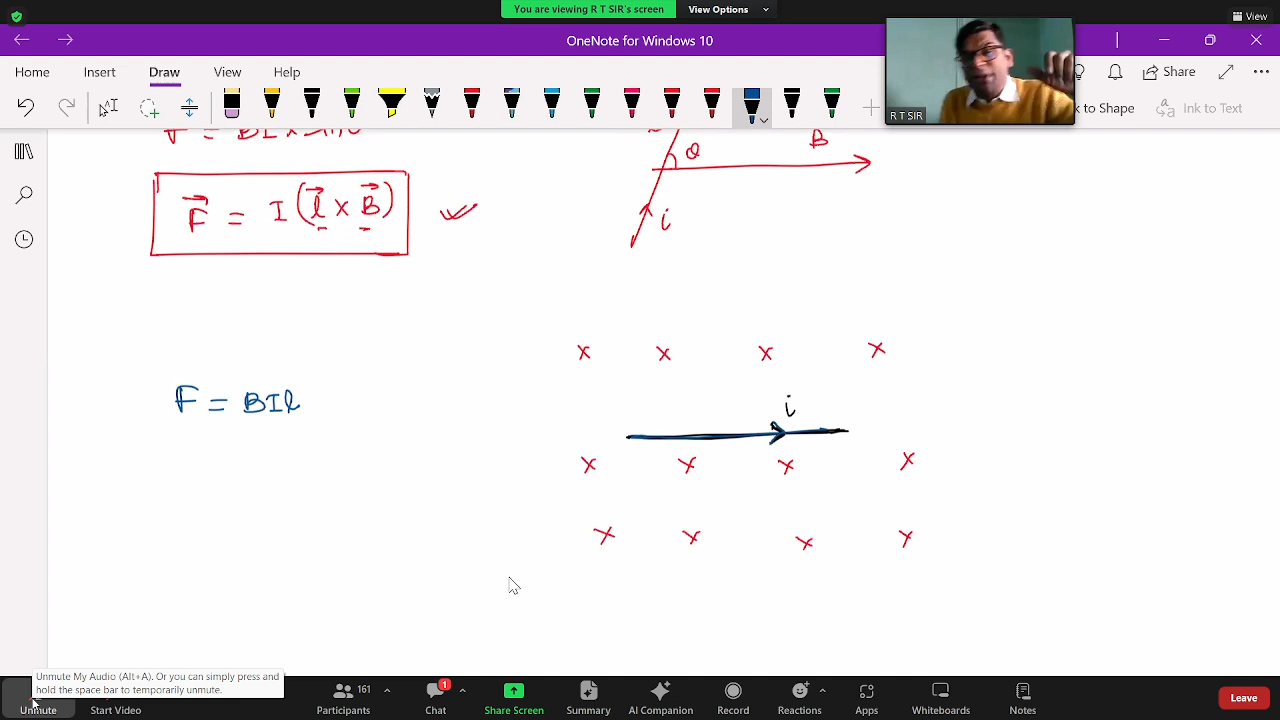 You are viewing R T SIR's screen View Options
View
OneNote for Windows 10
Home Insert Draw View Help
Share
k to Shape Ink to Text
R T SIR
B
θ
F = I(l x B)
i
x x x x
i
F = BIl
x x x x
x x x x
Unmute My Audio (Alt+A). Or you can simply press and
hold the space bar to temporarily unmute.
Unmute Start Video Participants 161 Chat 1 Share Screen Summary AI Companion Record Reactions Apps Whiteboards Notes Leave